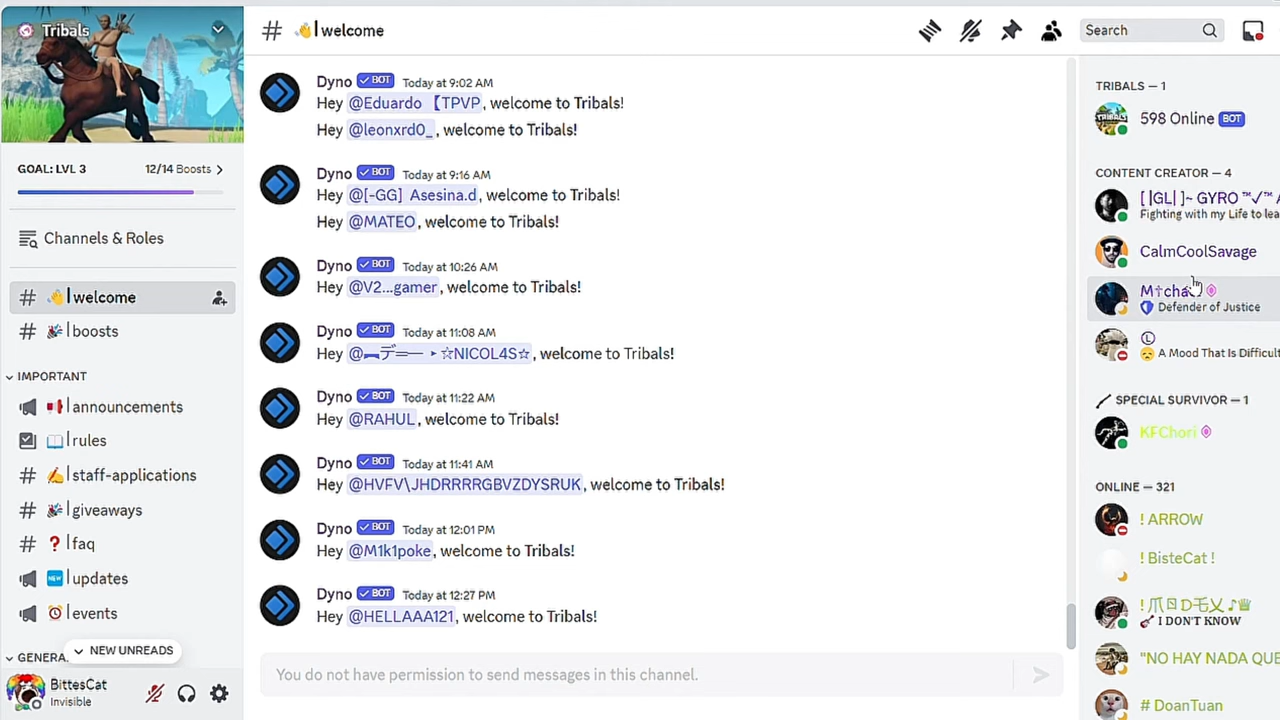 Tribals
GOAL: LVL 3
12/14 Boosts
Channels & Roles
welcome
boosts
IMPORTANT
announcements
rules
staff-applications
giveaways
faq
updates
NEW
events
GENERA
NEW UNREADS
BittesCat
Invisible
welcome
Search
Dyno BOT Today at 9:02 AM
Hey @Eduardo 【TPVP, welcome to Tribals!
Hey @leonxrd0_, welcome to Tribals!
Dyno BOT Today at 9:16 AM
Hey @[-GG] Asesina.d, welcome to Tribals!
Hey @MATEO, welcome to Tribals!
Dyno BOT Today at 10:26 AM
Hey @V2...gamer, welcome to Tribals!
Dyno BOT Today at 11:08 AM
Hey @︻デ═一 ▸ ☆NICOL4S☆, welcome to Tribals!
Dyno BOT Today at 11:22 AM
Hey @RAHUL, welcome to Tribals!
Dyno BOT Today at 11:41 AM
Hey @HVFV\JHDRRRRGBVZDYSRUK, welcome to Tribals!
Dyno BOT Today at 12:01 PM
Hey @M1k1poke, welcome to Tribals!
Dyno BOT Today at 12:27 PM
Hey @HELLAAA121, welcome to Tribals!
You do not have permission to send messages in this channel.
TRIBALS — 1
598 Online BOT
CONTENT CREATOR — 4
[ |GL| ]~ GYRO ™✓™
Fighting with my Life to lea
CalmCoolSavage
Defender of Justice
Ⓛ
A Mood That Is Difficult
SPECIAL SURVIVOR — 1
KFChori
ONLINE — 321
! ARROW
! BisteCat !
I DON'T KNOW
"NO HAY NADA QUE
# DoanTuan